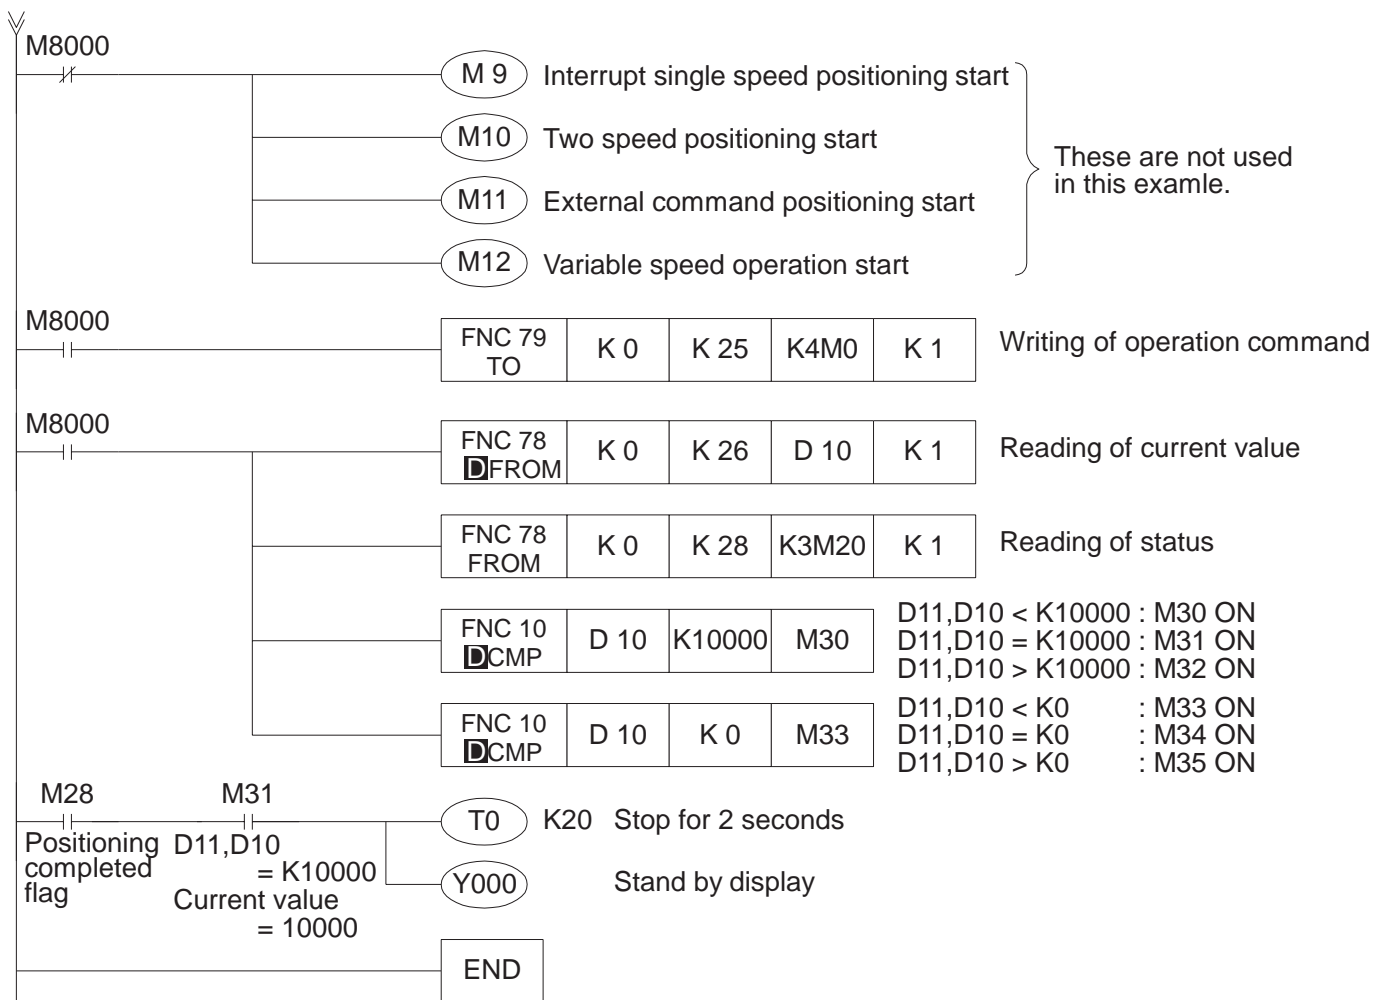 M8000
M 9 Interrupt single speed positioning start
M10 Two speed positioning start
M11 External command positioning start
M12 Variable speed operation start
These are not used
in this examle.
M8000
FNC 79
TO
K 0 K 25 K4M0 K 1 Writing of operation command
M8000
FNC 78
DFROM
K 0 K 26 D 10 K 1 Reading of current value
FNC 78
FROM
K 0 K 28 K3M20 K 1 Reading of status
FNC 10
DCMP
D 10 K10000 M30
D11,D10 < K10000 : M30 ON
D11,D10 = K10000 : M31 ON
D11,D10 > K10000 : M32 ON
FNC 10
DCMP
D 10 K 0 M33
D11,D10 < K0 : M33 ON
D11,D10 = K0 : M34 ON
D11,D10 > K0 : M35 ON
M28 M31
Positioning
completed
flag
D11,D10
= K10000
Current value
= 10000
T0 K20 Stop for 2 seconds
Y000 Stand by display
END